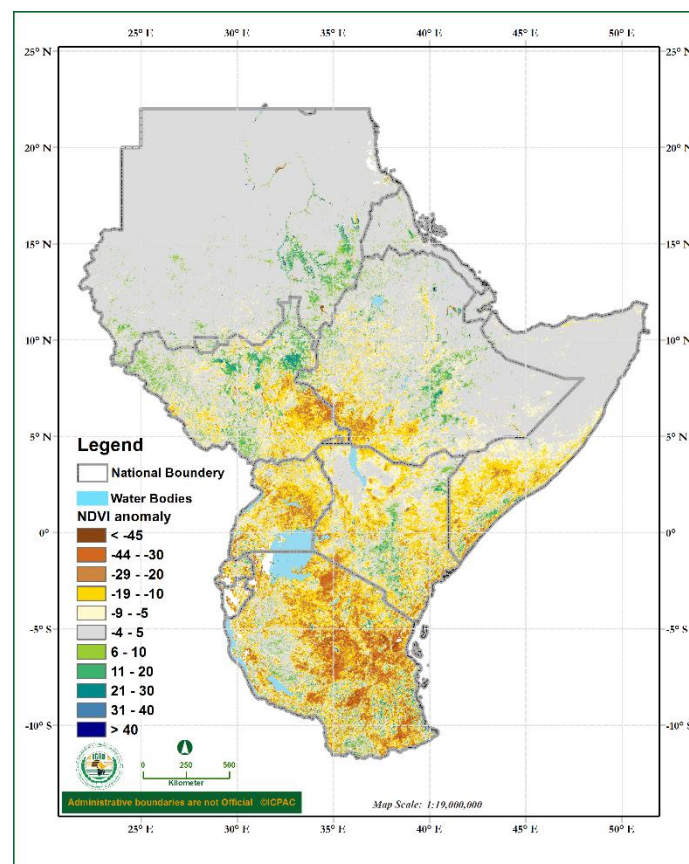 25° E 30° E 35° E 40° E 45° E 50° E
25° N 25° N
20° N 20° N
15° N 15° N
10° N 10° N
5° N 5° N
0° 0°
-5° S -5° S
-10° S -10° S
Legend
National Boundery
Water Bodies
NDVI anomaly
< -45
-44 - -30
-29 - -20
-19 - -10
-9 - -5
-4 - 5
6 - 10
11 - 20
21 - 30
31 - 40
> 40
0 250 500
Kilometer
Administrative boundaries are not Official ©ICPAC
Map Scale: 1:19,000,000
25° E 30° E 35° E 40° E 45° E 50° E